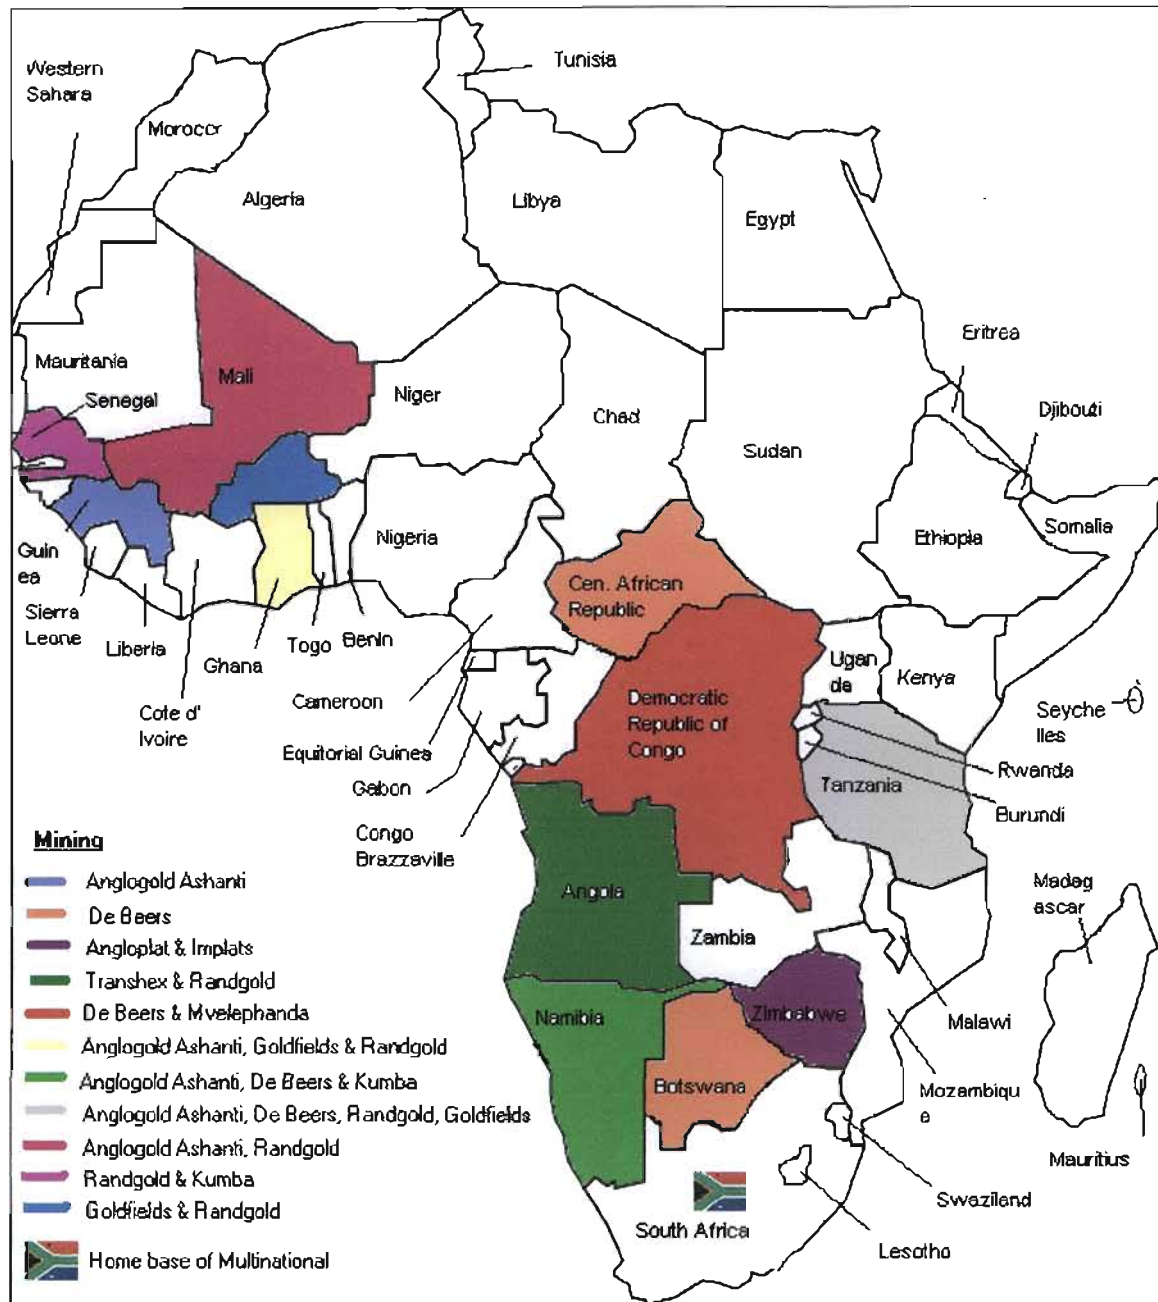 Tunisia
Western
Sahara
Moroccr
Algeria
Libya
Egypt
Eritrea
Mauritania
Mali
Niger
Senegal
Chad
Djibouti
Sudan
Nigeria
Ethiopia
Somalia
Guin
ea
Cen. African
Republic
Sierra
Leone
Liberia
Ghana
Togo
Benin
Ugan
da
Kenya
Cameroon
Democratic
Republic of
Congo
Seyche
lles
Cote d'
Ivoire
Equitorial Guinea
Rwanda
Gabon
Tanzania
Burundi
Congo
Brazzaville
Mining
Anglogold Ashanti
Angola
Madag
ascar
De Beers
Zambia
Angloplat & Implats
Transhex & Randgold
De Beers & Mvelephanda
Namibia
Zimbabwe
Malawi
Anglogold Ashanti, Goldfields & Randgold
Anglogold Ashanti, De Beers & Kumba
Botswana
Mozambiqu
e
Anglogold Ashanti, De Beers, Randgold, Goldfields
Anglogold Ashanti, Randgold
Mauritius
Randgold & Kumba
Swaziland
Goldfields & Randgold
South Africa
Lesotho
Home base of Multinational